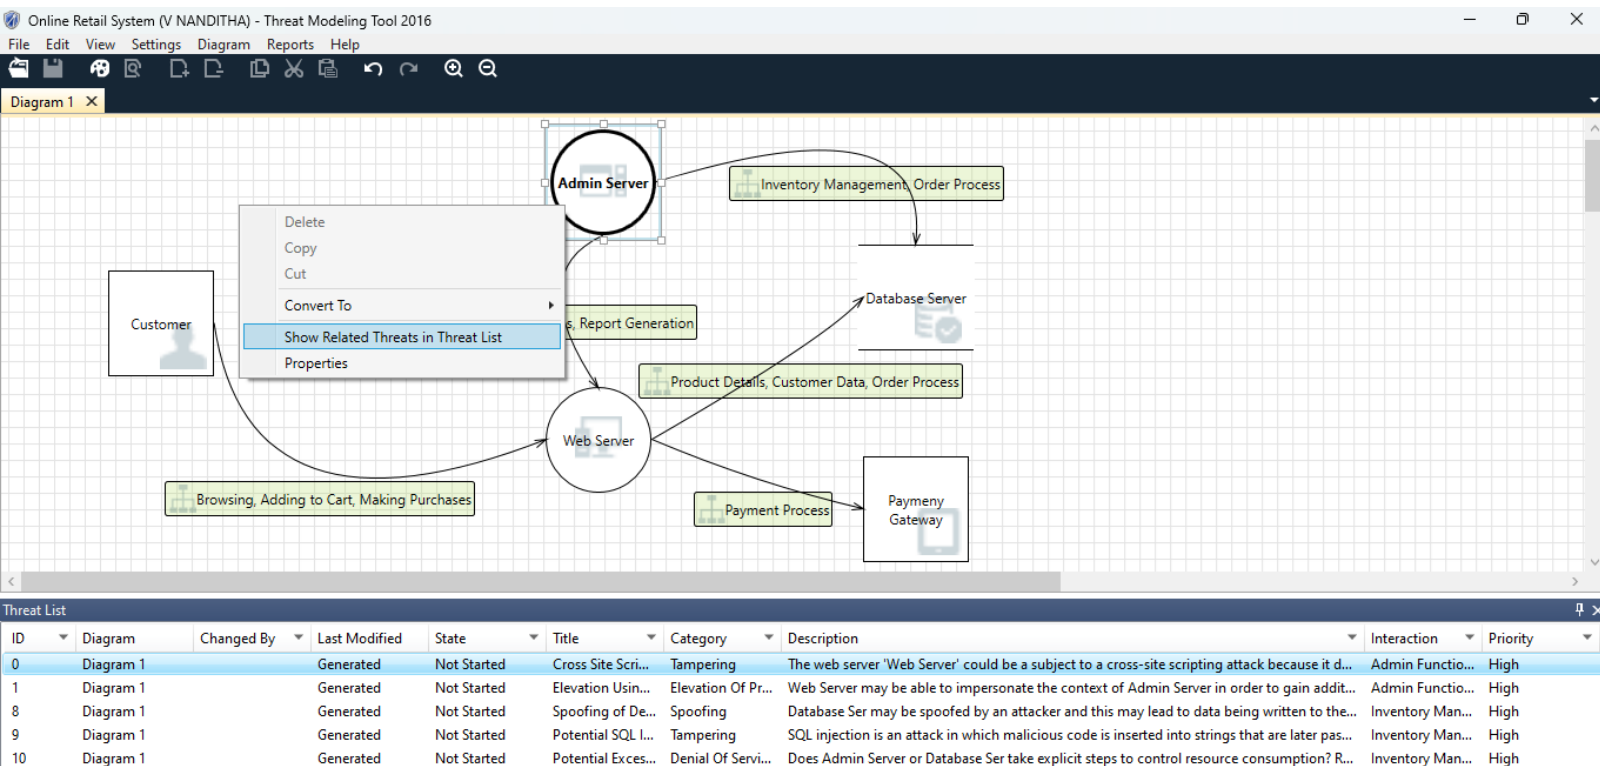 Online Retail System (V NANDITHA) - Threat Modeling Tool 2016
File Edit View Settings Diagram Reports Help
Diagram 1
Admin Server
Inventory Management, Order Process
Delete
Copy
Cut
Convert To
Show Related Threats in Threat List
Properties
Customer
s, Report Generation
Database Server
Product Details, Customer Data, Order Process
Web Server
Browsing, Adding to Cart, Making Purchases
Payment Process
Paymeny
Gateway
Threat List
ID Diagram Changed By Last Modified State Title Category Description Interaction Priority
0 Diagram 1 Generated Not Started Cross Site Scri... Tampering The web server 'Web Server' could be a subject to a cross-site scripting attack because it d... Admin Functio... High
1 Diagram 1 Generated Not Started Elevation Usin... Elevation Of Pr... Web Server may be able to impersonate the context of Admin Server in order to gain addit... Admin Functio... High
8 Diagram 1 Generated Not Started Spoofing of De... Spoofing Database Ser may be spoofed by an attacker and this may lead to data being written to the... Inventory Man... High
9 Diagram 1 Generated Not Started Potential SQL I... Tampering SQL injection is an attack in which malicious code is inserted into strings that are later pas... Inventory Man... High
10 Diagram 1 Generated Not Started Potential Exces... Denial Of Servi... Does Admin Server or Database Ser take explicit steps to control resource consumption? R... Inventory Man... High